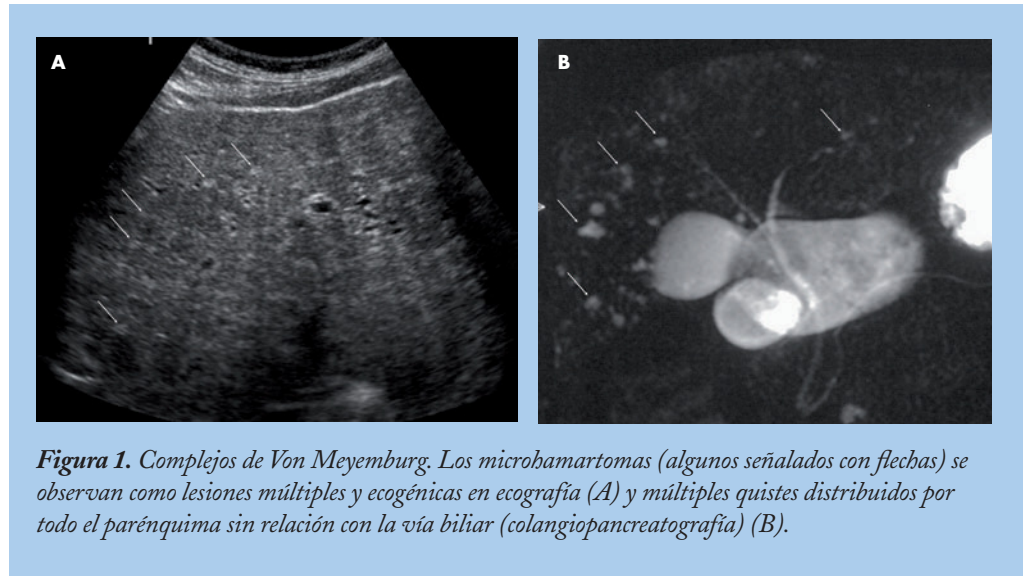 A
B
Figura 1. Complejos de Von Meyemburg. Los microhamartomas (algunos señalados con flechas) se
observan como lesiones múltiples y ecogénicas en ecografía (A) y múltiples quistes distribuidos por
todo el parénquima sin relación con la vía biliar (colangiopancreatografía) (B).